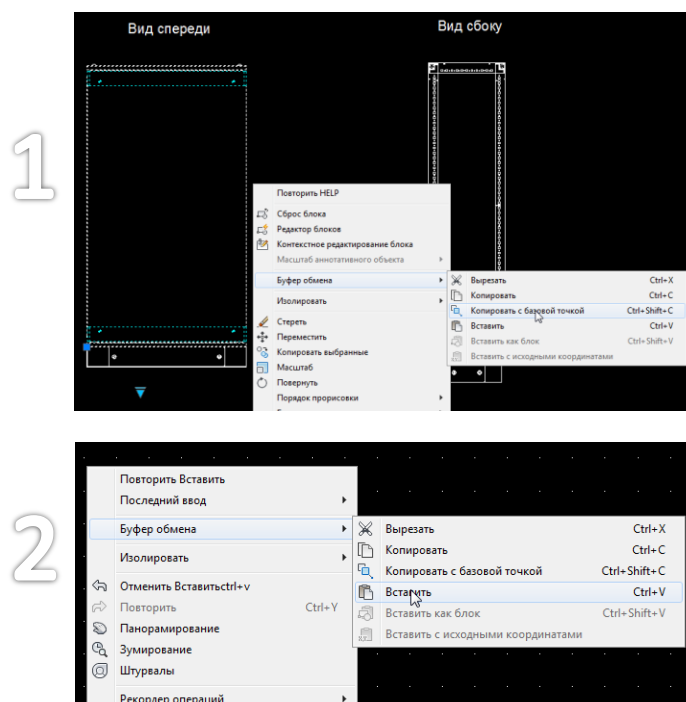 Вид спереди
Вид сбоку
1
Повторить HELP
Сброс блока
Редактор блоков
Контекстное редактирование блока
Масштаб аннотативного объекта
Буфер обмена
Изолировать
Стереть
Переместить
Копировать выбранные
Масштаб
Повернуть
Порядок прорисовки
Вырезать Ctrl+X
Копировать Ctrl+C
Копировать с базовой точкой Ctrl+Shift+C
Вставить Ctrl+V
Вставить как блок Ctrl+Shift+V
Вставить с исходными координатами
2
Повторить Вставить
Последний ввод
Буфер обмена
Изолировать
Отменить Вставитьctrl+v
Повторить Ctrl+Y
Панорамирование
Зумирование
Штурвалы
Рекордер операций
Вырезать Ctrl+X
Копировать Ctrl+C
Копировать с базовой точкой Ctrl+Shift+C
Вставить Ctrl+V
Вставить как блок Ctrl+Shift+V
Вставить с исходными координатами